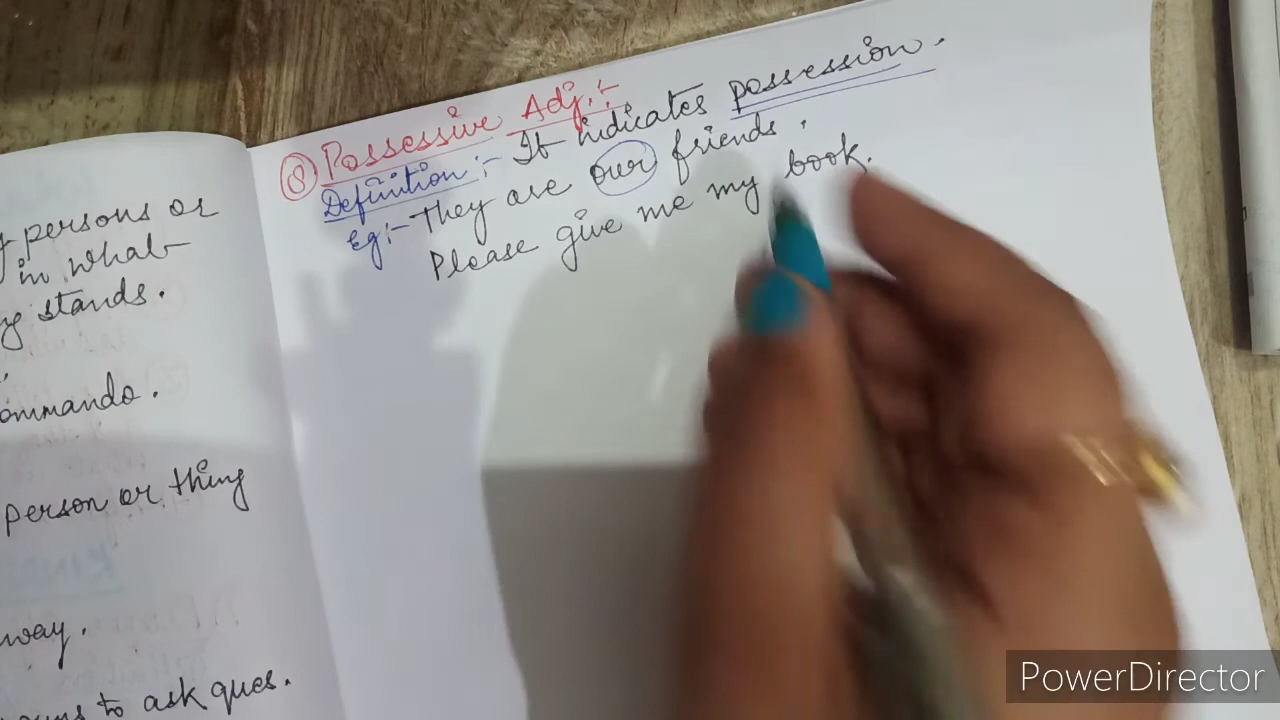 persons or
in what
stands.
commando.
person or thing
way.
to ask ques.
⑧ Possessive Adj.:-
Definition:- It indicates possession.
Eg:- They are our friends.
Please give me my book.
PowerDirector